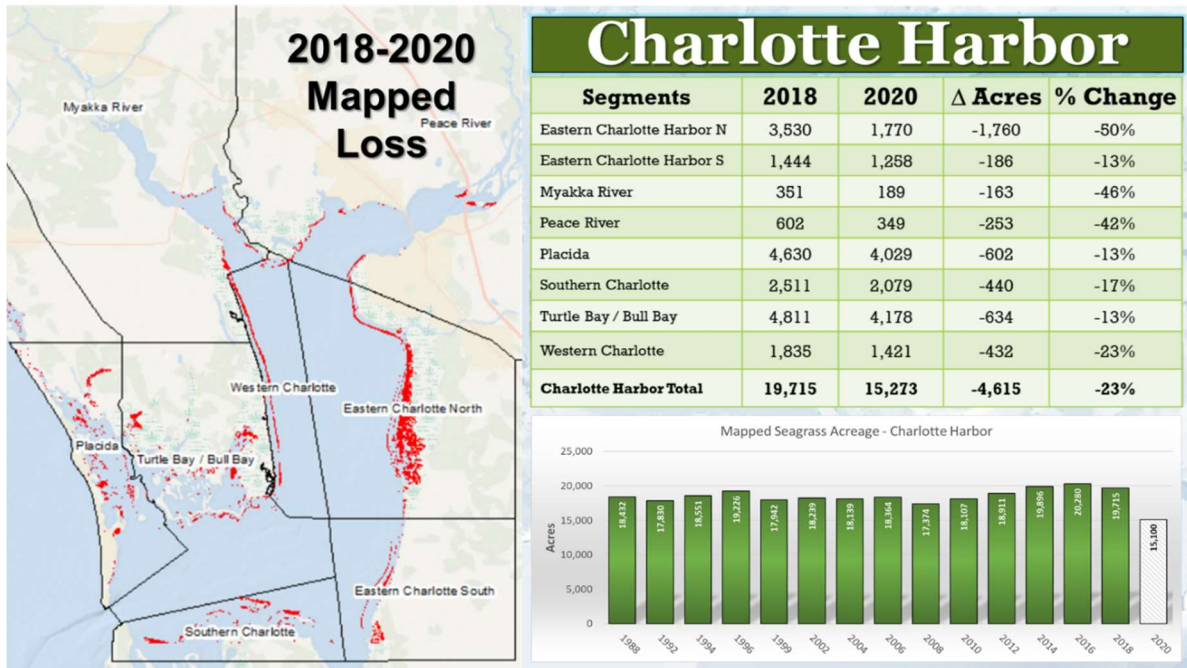 2018-2020
Mapped
Loss
Myakka River
Peace River
Western Charlotte
Eastern Charlotte North
Placida
Turtle Bay / Bull Bay
Eastern Charlotte South
Southern Charlotte
Charlotte Harbor
Segments 2018 2020 Δ Acres % Change
Eastern Charlotte Harbor N 3,530 1,770 -1,760 -50%
Eastern Charlotte Harbor S 1,444 1,258 -186 -13%
Myakka River 351 189 -163 -46%
Peace River 602 349 -253 -42%
Placida 4,630 4,029 -602 -13%
Southern Charlotte 2,511 2,079 -440 -17%
Turtle Bay / Bull Bay 4,811 4,178 -634 -13%
Western Charlotte 1,835 1,421 -432 -23%
Charlotte Harbor Total 19,715 15,273 -4,615 -23%
Mapped Seagrass Acreage - Charlotte Harbor
Acres
25,000
20,000
15,000
10,000
5,000
0
18,432 17,830 18,551 19,226 17,942 18,239 18,139 18,364 17,374 18,107 18,911 19,896 20,280 19,715 15,100
1988 1992 1994 1996 1999 2002 2004 2006 2008 2010 2012 2014 2016 2018 2020